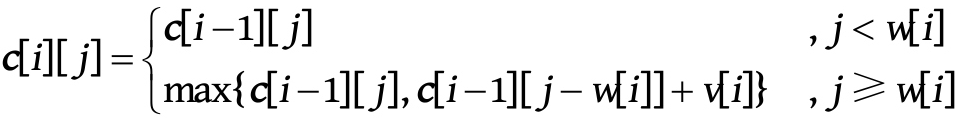 c[i][j] = { c[i−1][j] , j < w[i]
max{c[i−1][j], c[i−1][j − w[i]] + v[i]} , j ⩾ w[i]